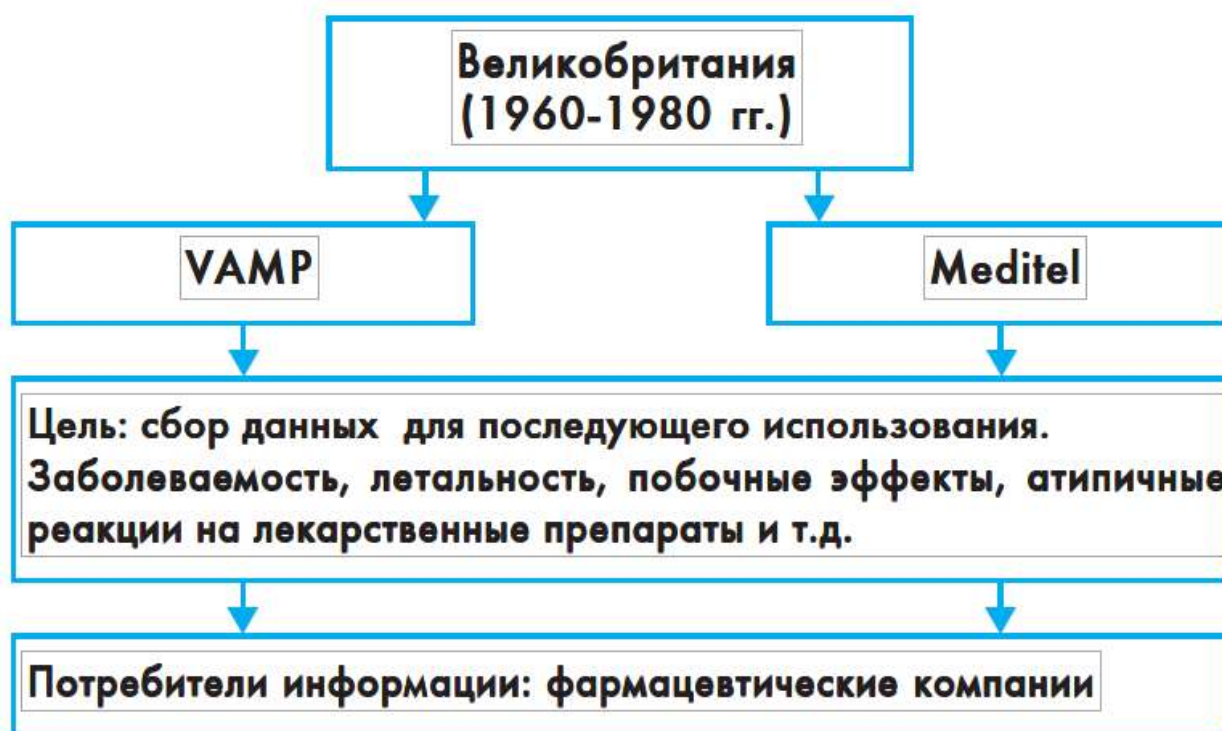 Великобритания
(1960-1980 гг.)
VAMP
Meditel
Цель: сбор данных для последующего использования.
Заболеваемость, летальность, побочные эффекты, атипичные
реакции на лекарственные препараты и т.д.
Потребители информации: фармацевтические компании